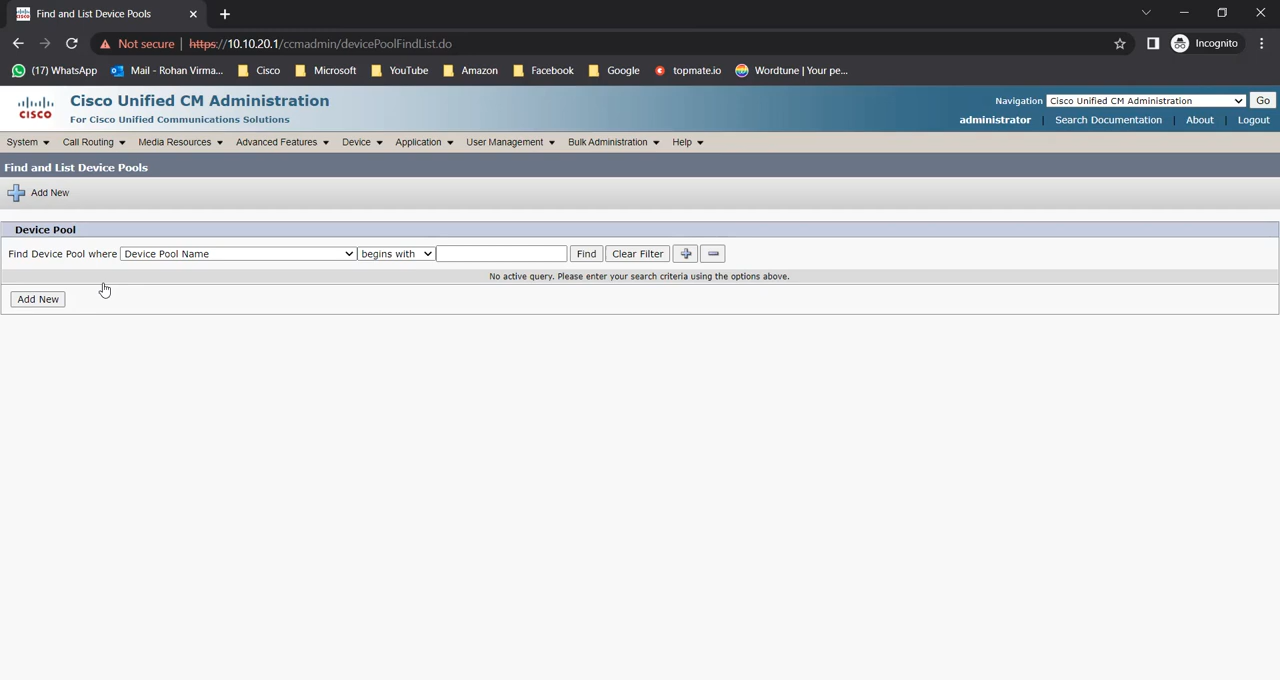 Find and List Device Pools
Not secure | https://10.10.20.1/ccmadmin/devicePoolFindList.do Incognito
(17) WhatsApp Mail - Rohan Virma... Cisco Microsoft YouTube Amazon Facebook Google topmate.io Wordtune | Your pe...
CISCO
Cisco Unified CM Administration
For Cisco Unified Communications Solutions
Navigation Cisco Unified CM Administration Go
administrator | Search Documentation | About | Logout
System Call Routing Media Resources Advanced Features Device Application User Management Bulk Administration Help
Find and List Device Pools
Add New
Device Pool
Find Device Pool where Device Pool Name begins with Find Clear Filter
No active query. Please enter your search criteria using the options above.
Add New